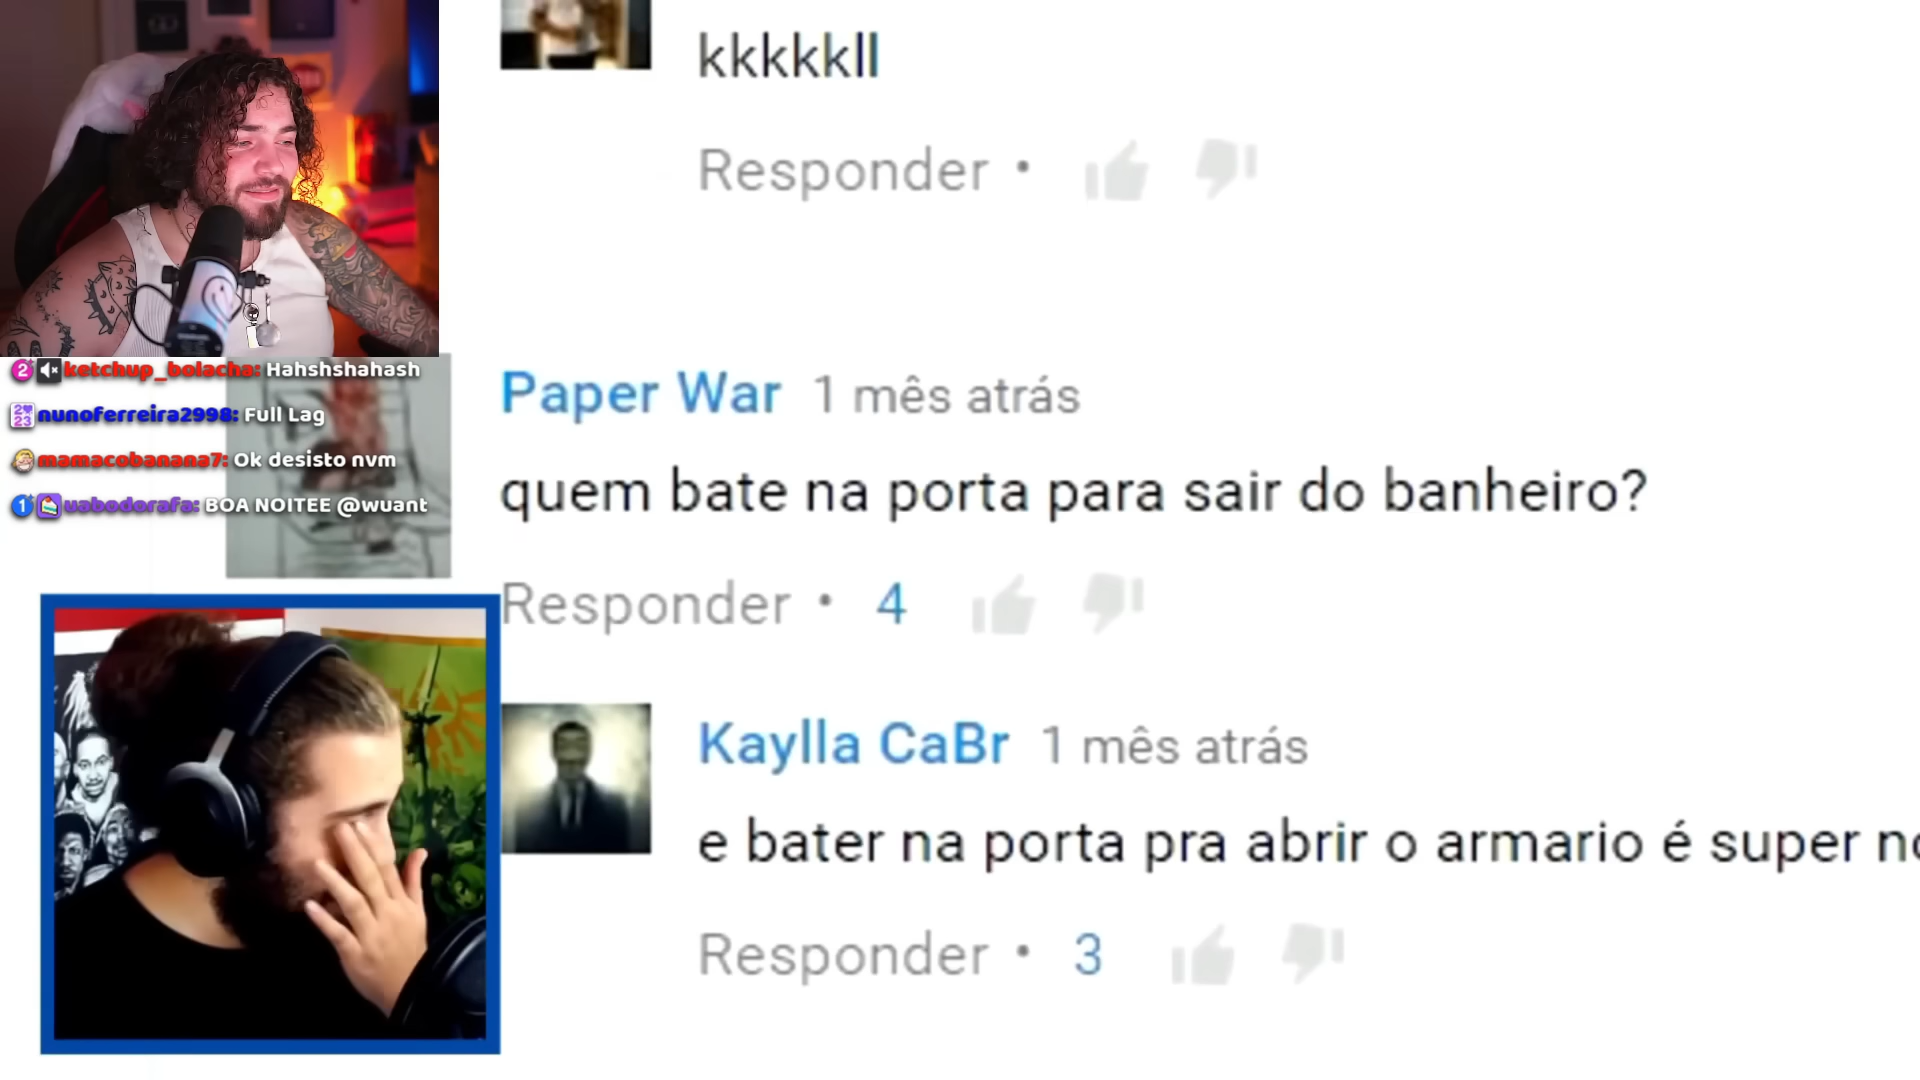 kkkkkll
Responder •
ketchup_bolacha: Hahshshahash
nunoferreira2998: Full Lag
mamacobanana7: Ok desisto nvm
uabodorafa: BOA NOITEE @wuant
Paper War 1 mês atrás
quem bate na porta para sair do banheiro?
Responder • 4
Kaylla CaBr 1 mês atrás
e bater na porta pra abrir o armario é super
Responder • 3